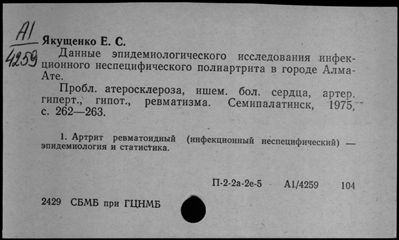 А1
4259
Якущенко Е. С.
Данные эпидемиологического исследования инфек-
ционного неспецифического полиартрита в городе Алма-
Ате.
Пробл. атеросклероза, ишем. бол. сердца, артер.
гиперт., гипот., ревматизма. Семипалатинск, 1975,
с. 262—263.
1. Артрит ревматоидный (инфекционный неспецифический) —
эпидемиология и статистика.
П-2-2а-2е-5 А1/4259 104
2429 СБМБ при ГЦНМБ